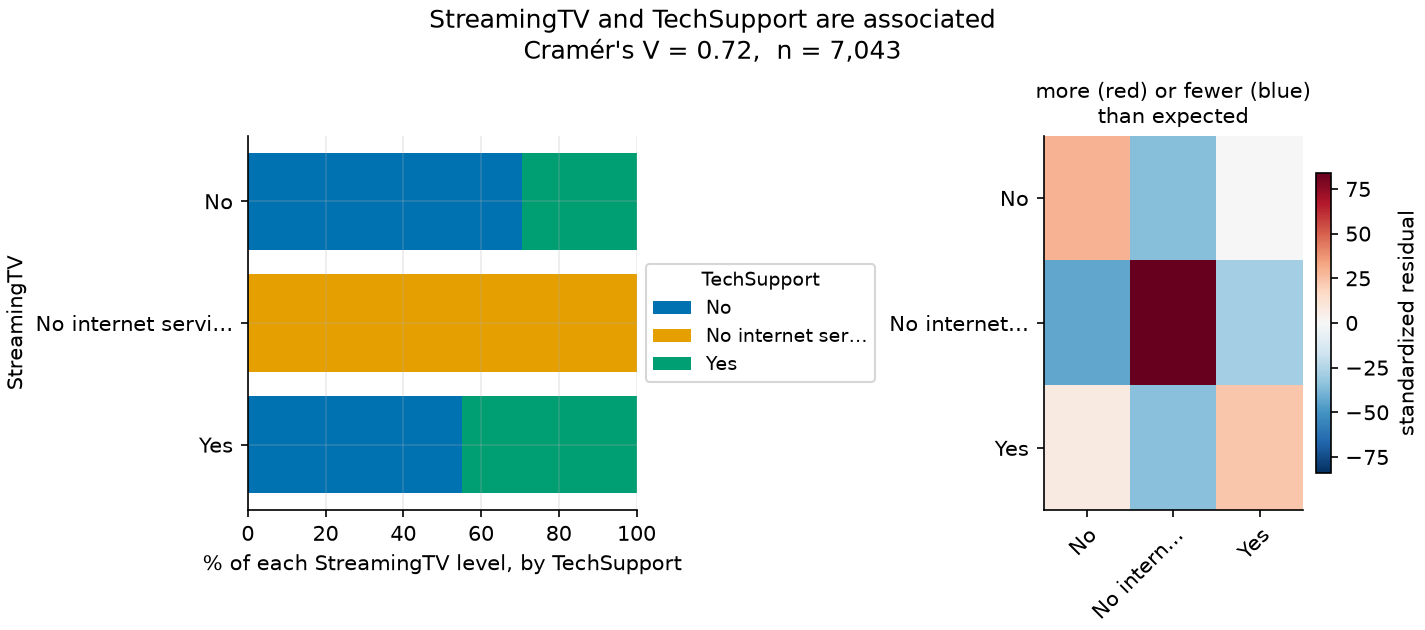 StreamingTV and TechSupport are associated
Cramér's V = 0.72,  n = 7,043
StreamingTV
No
No internet servi...
Yes
0 20 40 60 80 100
% of each StreamingTV level, by TechSupport
TechSupport
No
No internet ser...
Yes
more (red) or fewer (blue)
than expected
No
No internet...
Yes
No
No intern...
Yes
75
50
25
0
−25
−50
−75
standardized residual